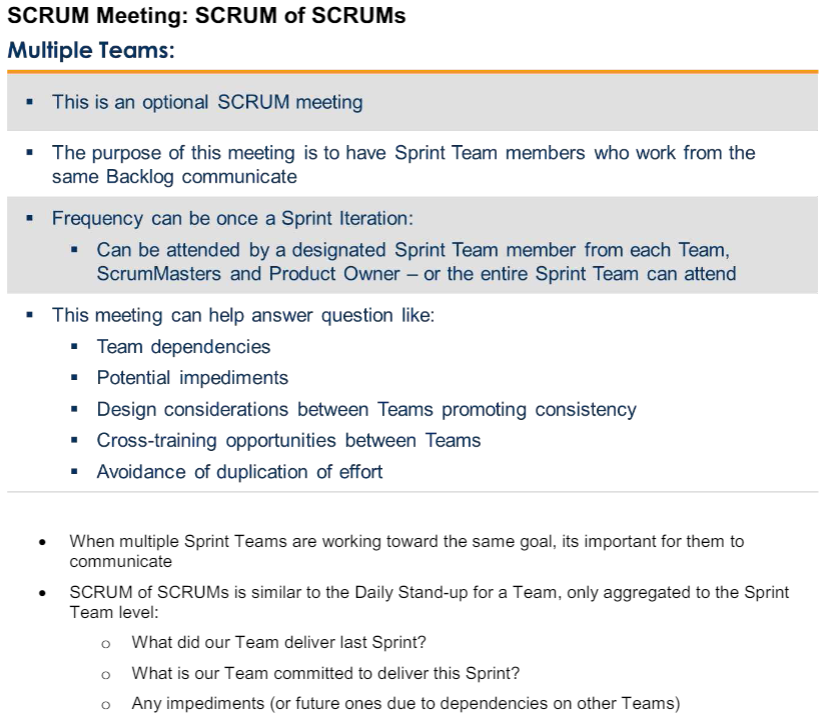 SCRUM Meeting: SCRUM of SCRUMs
Multiple Teams:
▪ This is an optional SCRUM meeting
▪ The purpose of this meeting is to have Sprint Team members who work from the
same Backlog communicate
▪ Frequency can be once a Sprint Iteration:
▪ Can be attended by a designated Sprint Team member from each Team,
ScrumMasters and Product Owner – or the entire Sprint Team can attend
▪ This meeting can help answer question like:
▪ Team dependencies
▪ Potential impediments
▪ Design considerations between Teams promoting consistency
▪ Cross-training opportunities between Teams
▪ Avoidance of duplication of effort
• When multiple Sprint Teams are working toward the same goal, its important for them to
communicate
• SCRUM of SCRUMs is similar to the Daily Stand-up for a Team, only aggregated to the Sprint
Team level:
o What did our Team deliver last Sprint?
o What is our Team committed to deliver this Sprint?
o Any impediments (or future ones due to dependencies on other Teams)